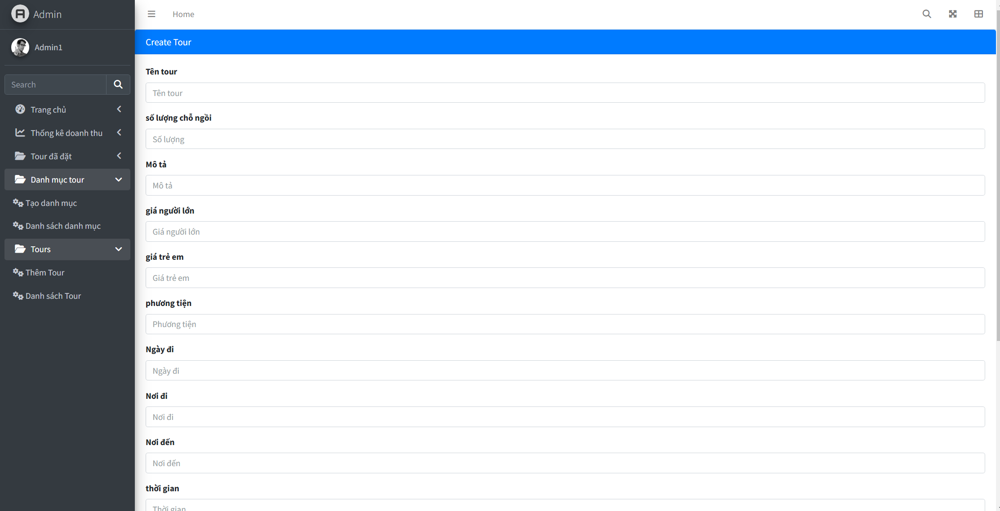 Admin
Admin1
Search
Trang chủ
Thống kê doanh thu
Tour đã đặt
Danh mục tour
Tạo danh mục
Danh sách danh mục
Tours
Thêm Tour
Danh sách Tour
Home
Create Tour
Tên tour
Tên tour
số lượng chỗ ngồi
Số lượng
Mô tả
Mô tả
giá người lớn
Giá người lớn
giá trẻ em
Giá trẻ em
phương tiện
Phương tiện
Ngày đi
Ngày đi
Nơi đi
Nơi đi
Nơi đến
Nơi đến
thời gian
Thời gian